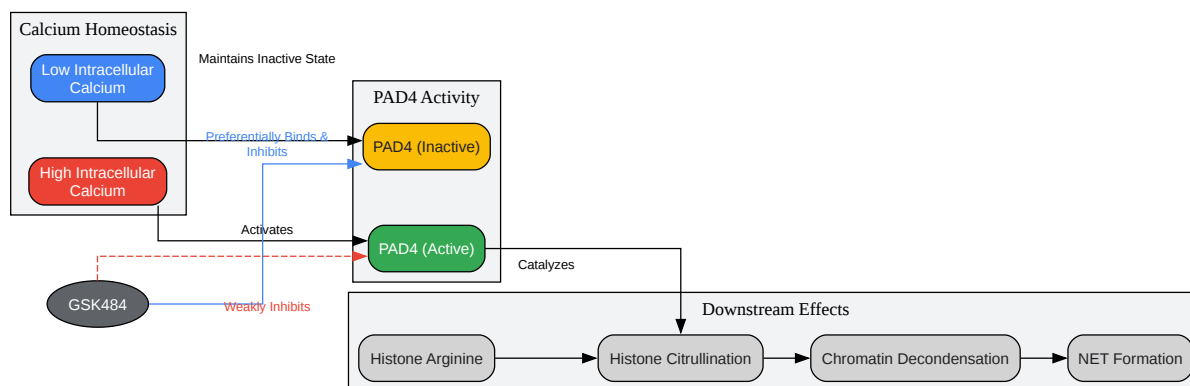 Calcium Homeostasis
Low Intracellular
Calcium
Maintains Inactive State
PAD4 Activity
Preferentially Binds &
Inhibits
PAD4 (Inactive)
High Intracellular
Calcium
Activates
PAD4 (Active)
Catalyzes
GSK484
Weakly Inhibits
Downstream Effects
Histone Arginine
Histone Citrullination
Chromatin Decondensation
NET Formation